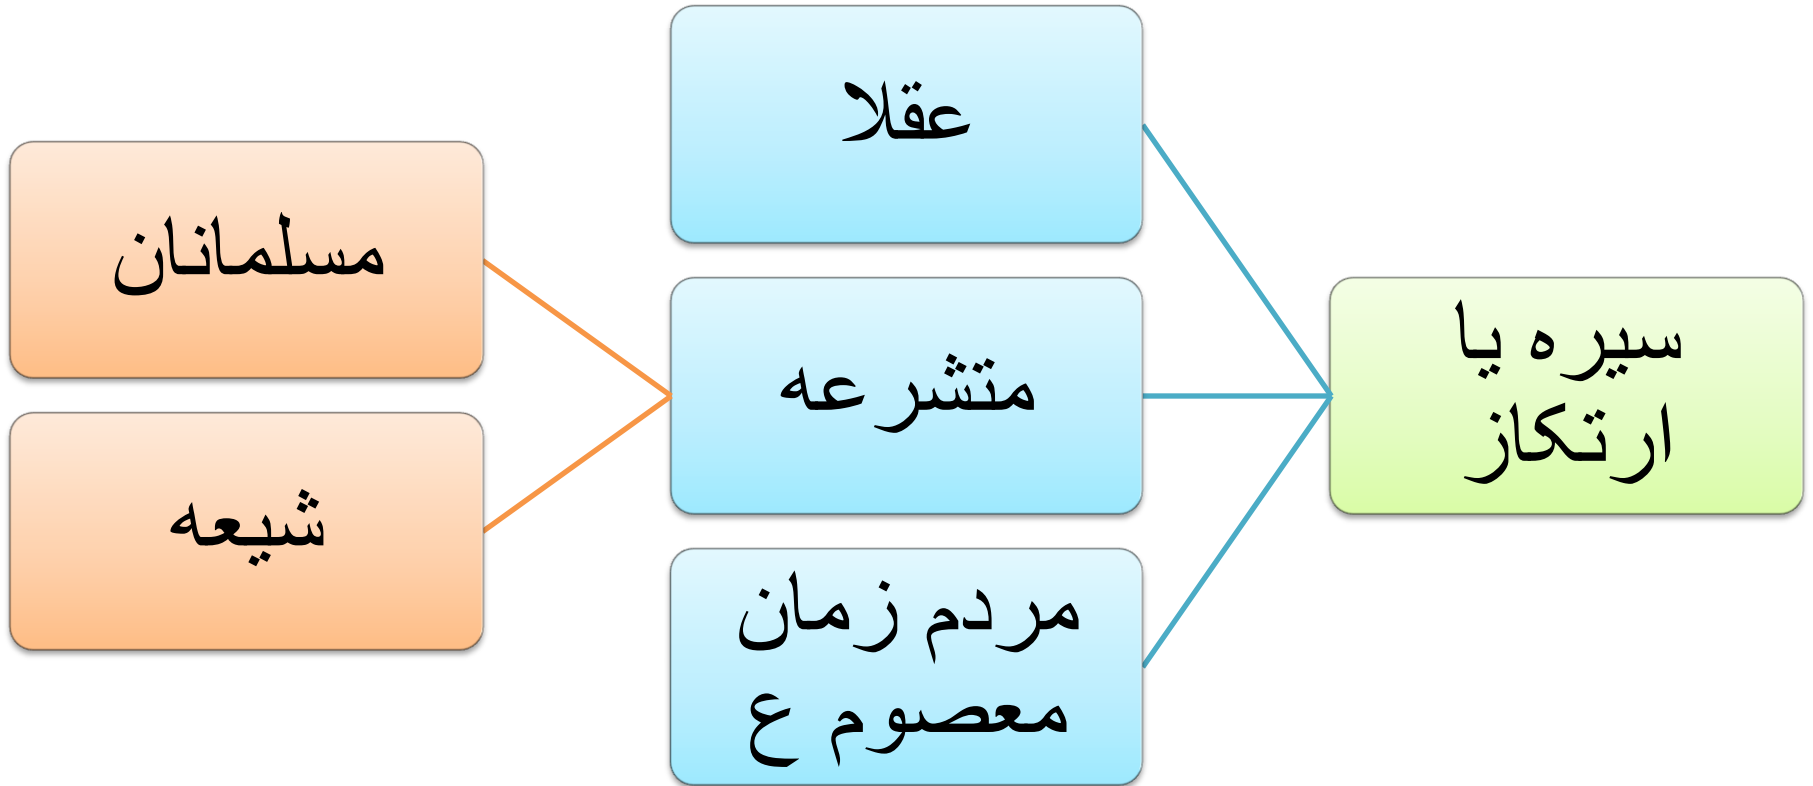 سیره یا
ارتکاز
عقلا
متشرعه
مردم زمان
معصوم ع
مسلمانان
شیعه